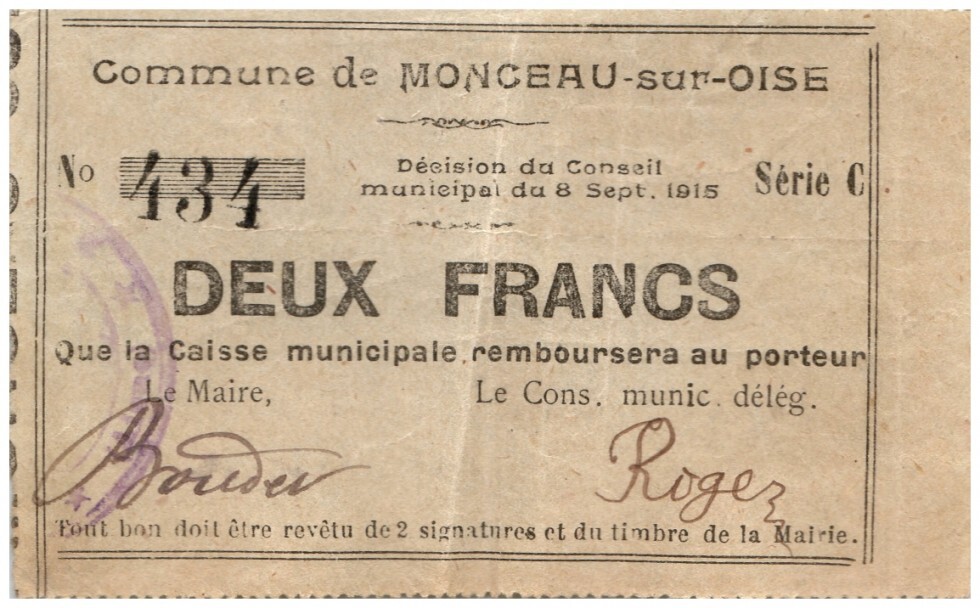 Commune de MONCEAU-sur-OISE
No 434
Décision du Conseil
municipal du 8 Sept. 1915
Série C
DEUX FRANCS
Que la Caisse municipale remboursera au porteur
Le Maire, Le Cons. munic. délég.
Roger
Tout bon doit être revêtu de 2 signatures et du timbre de la Mairie.